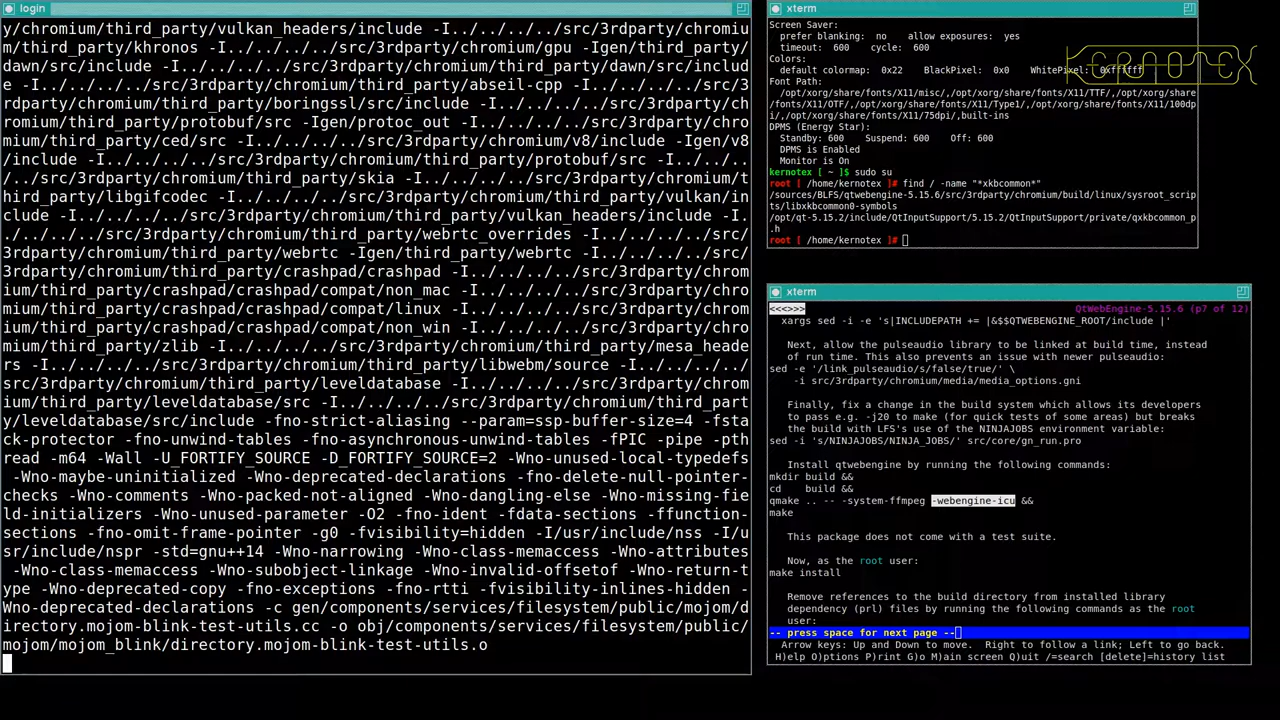 login
y/chromium/third_party/vulkan_headers/include -I../../../../src/3rdparty/chromiu
m/third_party/khronos -I../../../../src/3rdparty/chromium/gpu -Igen/third_party/
dawn/src/include -I../../../../src/3rdparty/chromium/third_party/dawn/src/includ
e -I../../../../src/3rdparty/chromium/third_party/abseil-cpp -I../../../../src/3
rdparty/chromium/third_party/boringssl/src/include -I../../../../src/3rdparty/ch
romium/third_party/protobuf/src -Igen/protoc_out -I../../../../src/3rdparty/chro
mium/third_party/ced/src -I../../../../src/3rdparty/chromium/v8/include -Igen/v8
/include -I../../../../src/3rdparty/chromium/third_party/protobuf/src -I../../..
/../src/3rdparty/chromium/third_party/skia -I../../../../src/3rdparty/chromium/t
hird_party/libgifcodec -I../../../../src/3rdparty/chromium/third_party/vulkan/in
clude -I../../../../src/3rdparty/chromium/third_party/vulkan_headers/include -I.
./../../../src/3rdparty/chromium/third_party/webrtc_overrides -I../../../../src/
3rdparty/chromium/third_party/webrtc -Igen/third_party/webrtc -I../../../../src/
3rdparty/chromium/third_party/crashpad/crashpad -I../../../../src/3rdparty/chrom
ium/third_party/crashpad/crashpad/compat/non_mac -I../../../../src/3rdparty/chro
mium/third_party/crashpad/crashpad/compat/linux -I../../../../src/3rdparty/chrom
ium/third_party/crashpad/crashpad/compat/non_win -I../../../../src/3rdparty/chro
mium/third_party/zlib -I../../../../src/3rdparty/chromium/third_party/mesa_heade
rs -I../../../../src/3rdparty/chromium/third_party/libwebm/source -I../../../../
src/3rdparty/chromium/third_party/leveldatabase -I../../../../src/3rdparty/chrom
ium/third_party/leveldatabase/src -I../../../../src/3rdparty/chromium/third_part
y/leveldatabase/src/include -fno-strict-aliasing --param=ssp-buffer-size=4 -fsta
ck-protector -fno-unwind-tables -fno-asynchronous-unwind-tables -fPIC -pipe -pth
read -m64 -Wall -U_FORTIFY_SOURCE -D_FORTIFY_SOURCE=2 -Wno-unused-local-typedefs
-Wno-maybe-uninitialized -Wno-deprecated-declarations -fno-delete-null-pointer-
checks -Wno-comments -Wno-packed-not-aligned -Wno-dangling-else -Wno-missing-fie
ld-initializers -Wno-unused-parameter -O2 -fno-ident -fdata-sections -ffunction-
sections -fno-omit-frame-pointer -g0 -fvisibility=hidden -I/usr/include/nss -I/u
sr/include/nspr -std=gnu++14 -Wno-narrowing -Wno-class-memaccess -Wno-attributes
-Wno-class-memaccess -Wno-subobject-linkage -Wno-invalid-offsetof -Wno-return-t
ype -Wno-deprecated-copy -fno-exceptions -fno-rtti -fvisibility-inlines-hidden -
Wno-deprecated-declarations -c gen/components/services/filesystem/public/mojom/d
irectory.mojom-blink-test-utils.cc -o obj/components/services/filesystem/public/
mojom/mojom_blink/directory.mojom-blink-test-utils.o
xterm
Screen Saver:
prefer blanking:  no    allow exposures:  yes
timeout:  600    cycle:  600
Colors:
default colormap:  0x22    BlackPixel:  0x0    WhitePixel:  0xffffff
Font Path:
/opt/xorg/share/fonts/X11/misc/,/opt/xorg/share/fonts/X11/TTF/,/opt/xorg/share/
fonts/X11/OTF/,/opt/xorg/share/fonts/X11/Type1/,/opt/xorg/share/fonts/X11/100dp
i/,/opt/xorg/share/fonts/X11/75dpi/,built-ins
DPMS (Energy Star):
Standby: 600    Suspend: 600    Off: 600
DPMS is Enabled
Monitor is On
kernotex [ ~ ]$ sudo su
root [ /home/kernotex ]# find / -name "*xkbcommon*"
/sources/BLFS/qtwebengine-5.15.6/src/3rdparty/chromium/build/linux/sysroot_scrip
ts/libxkbcommon0-symbols
/opt/qt-5.15.2/include/QtInputSupport/5.15.2/QtInputSupport/private/qxkbcommon_p
.h
root [ /home/kernotex ]#
KERNOTEX
xterm
<<<>>>    QtWebEngine-5.15.6 (p7 of 12)
xargs sed -i -e 's|INCLUDEPATH += |&$$QTWEBENGINE_ROOT/include |'
Next, allow the pulseaudio library to be linked at build time, instead
of run time. This also prevents an issue with newer pulseaudio:
sed -e '/link_pulseaudio/s/false/true/' \
-i src/3rdparty/chromium/media/media_options.gni
Finally, fix a change in the build system which allows its developers
to pass e.g. -j20 to make (for quick tests of some areas) but breaks
the build with LFS's use of the NINJAJOBS environment variable:
sed -i 's/NINJAJOBS/NINJA_JOBS/' src/core/gn_run.pro
Install qtwebengine by running the following commands:
mkdir build &&
cd    build &&
qmake .. -- -system-ffmpeg -webengine-icu &&
make
This package does not come with a test suite.
Now, as the root user:
make install
Remove references to the build directory from installed library
dependency (prl) files by running the following commands as the root
user:
-- press space for next page --
Arrow keys: Up and Down to move.  Right to follow a link; Left to go back.
H)elp O)ptions P)rint G)o M)ain screen Q)uit /=search [delete]=history list